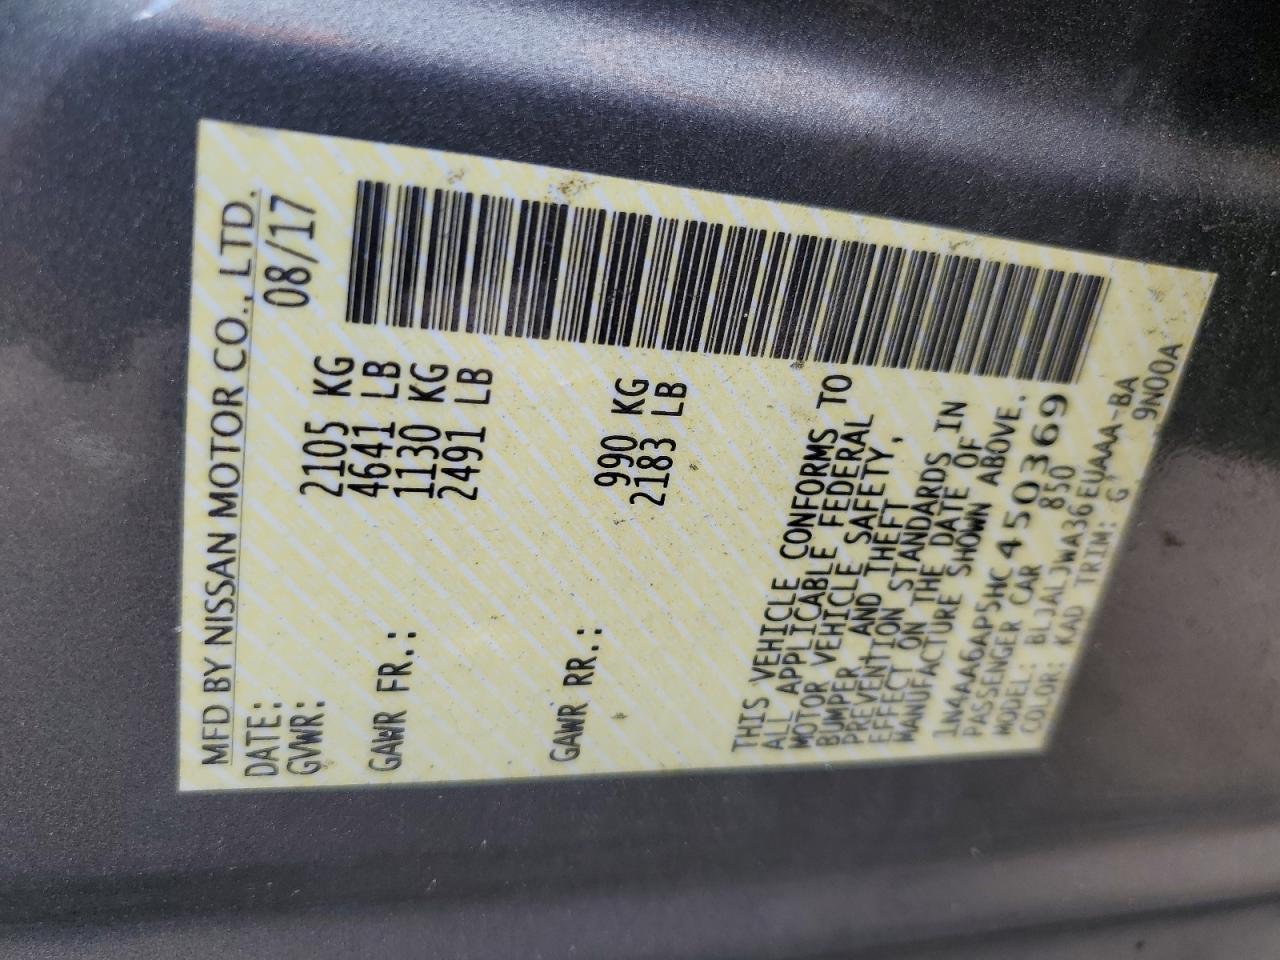 MFD BY NISSAN MOTOR CO., LTD.
DATE: 08/17
GVWR: 2105 KG
4641 LB
GAWR FR.: 1130 KG
2491 LB
GAWR RR.: 990 KG
2183 LB
THIS VEHICLE CONFORMS TO
ALL APPLICABLE FEDERAL
MOTOR VEHICLE SAFETY,
BUMPER, AND THEFT
PREVENTION STANDARDS IN
EFFECT ON THE DATE OF
MANUFACTURE SHOWN ABOVE.
1N4AA6AP5HC450369
PASSENGER CAR 850
MODEL: BLJALJWA36EUAAA-BA
COLOR: KAD TRIM: G 9N00A